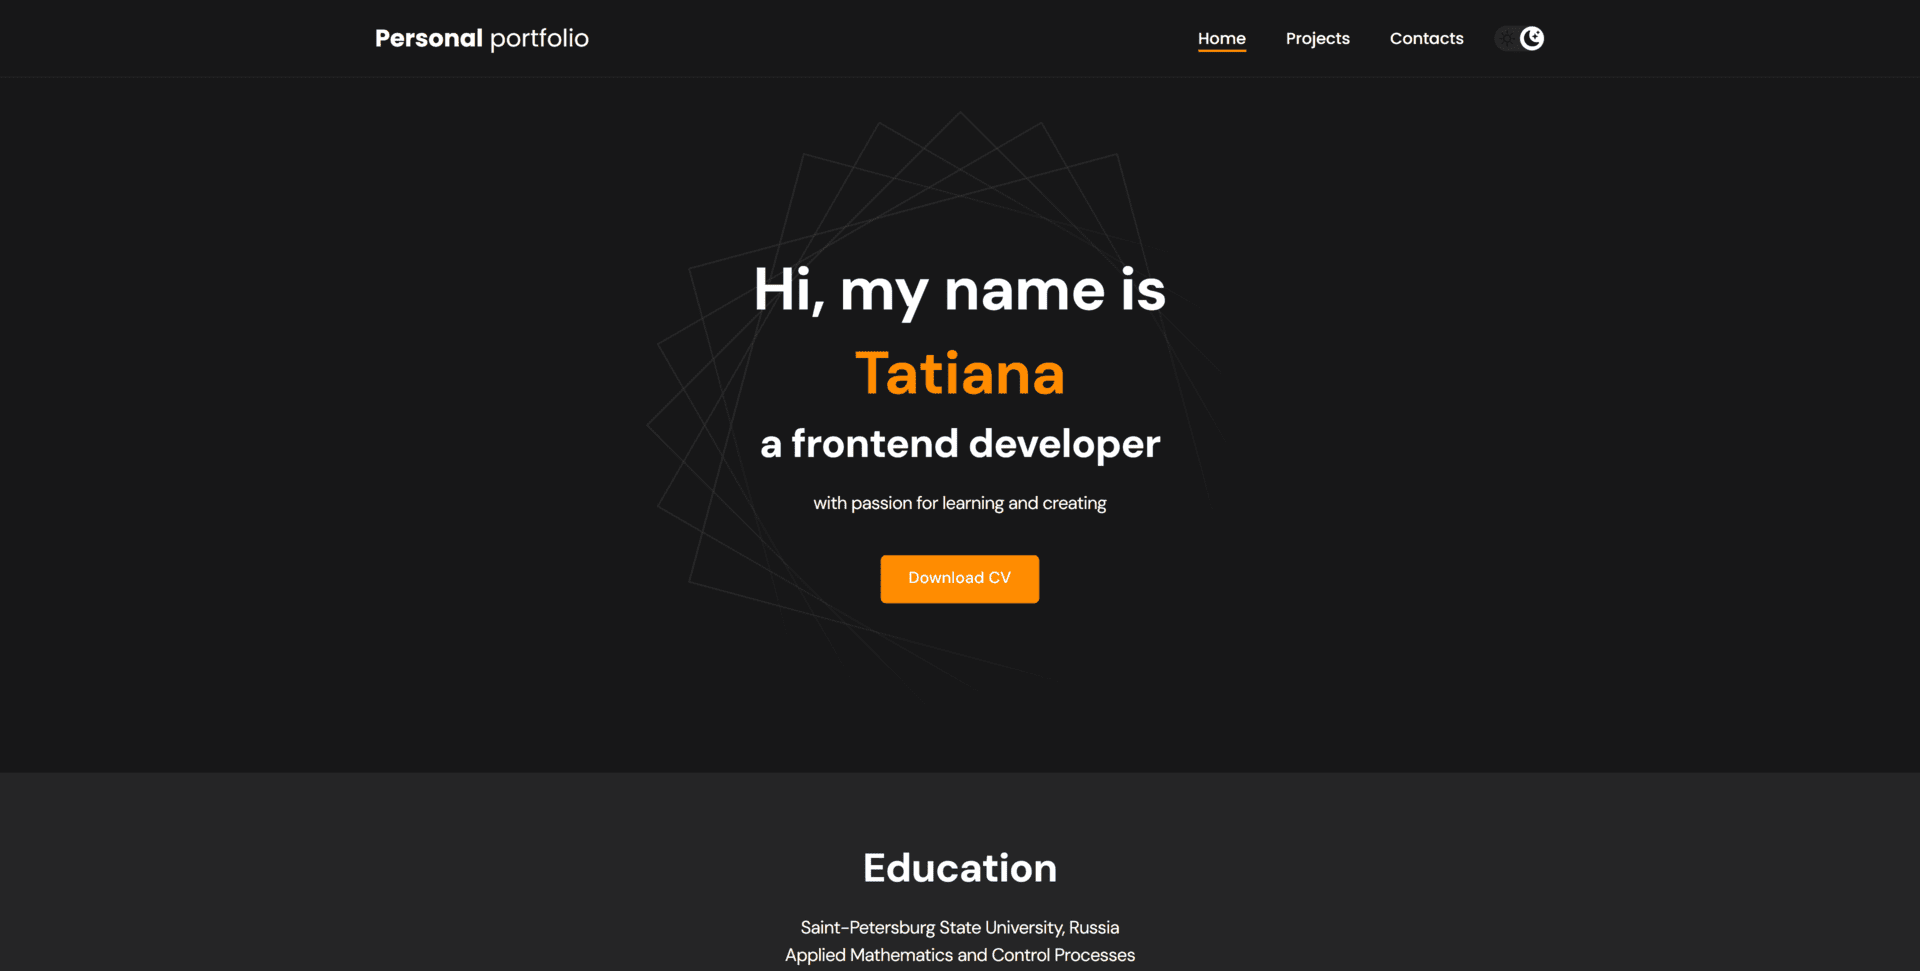 Personal portfolio
Home
Projects
Contacts
Hi, my name is
Tatiana
a frontend developer
with passion for learning and creating
Download CV
Education
Saint-Petersburg State University, Russia
Applied Mathematics and Control Processes